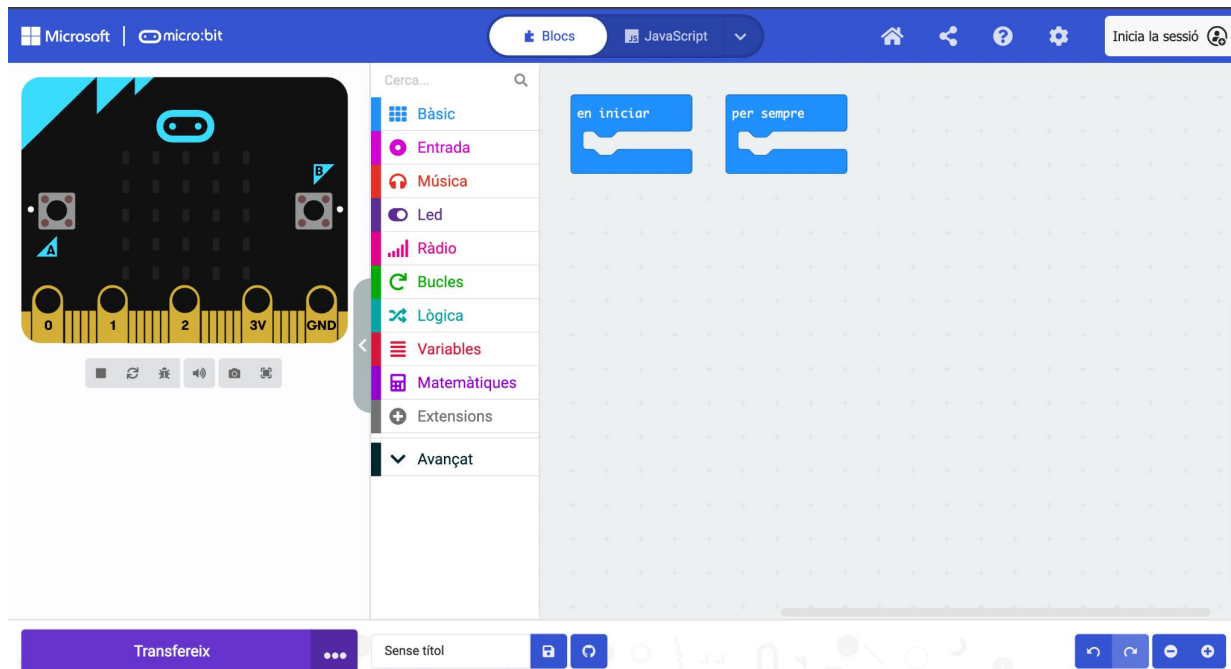 Microsoft micro:bit
Blocs
JS JavaScript
Inicia la sessió
Cerca...
Bàsic
Entrada
Música
Led
Ràdio
Bucles
Lògica
Variables
Matemàtiques
Extensions
Avançat
B
A
0 1 2 3V GND
en iniciar
per sempre
Transfereix
Sense títol